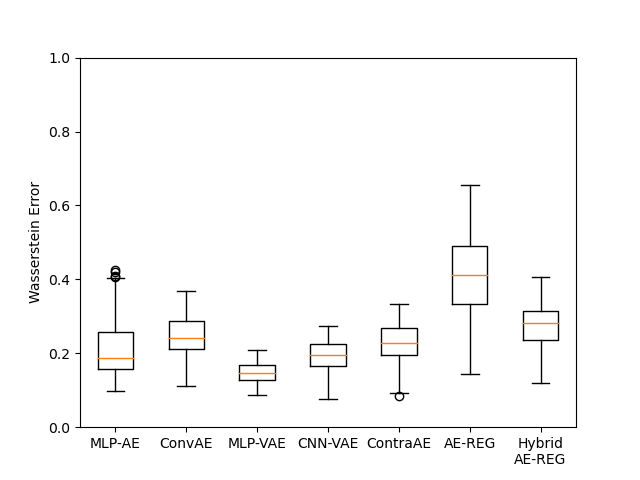 1.0
0.8
0.6
0.4
0.2
0.0
Wasserstein Error
MLP-AE ConvAE MLP-VAE CNN-VAE ContraAE AE-REG Hybrid
AE-REG